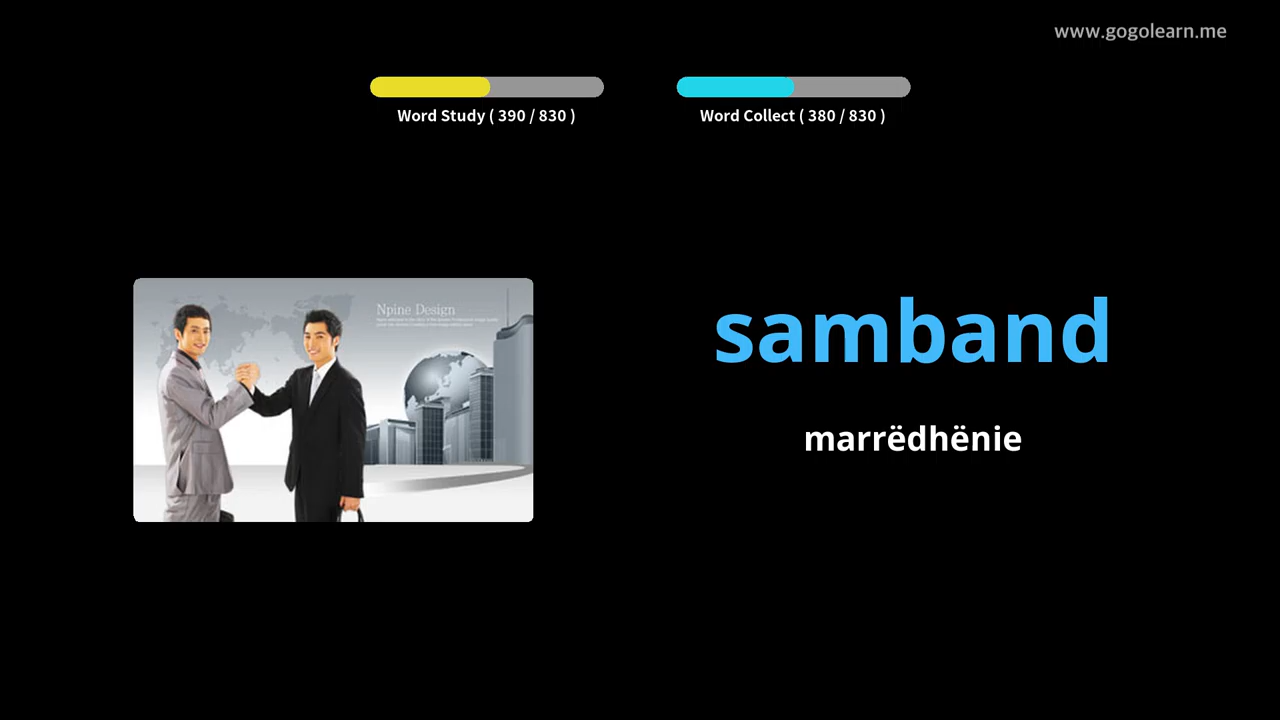 www.gogolearn.me
Word Study ( 390 / 830 )
Word Collect ( 380 / 830 )
Npine Design
samband
marrëdhënie